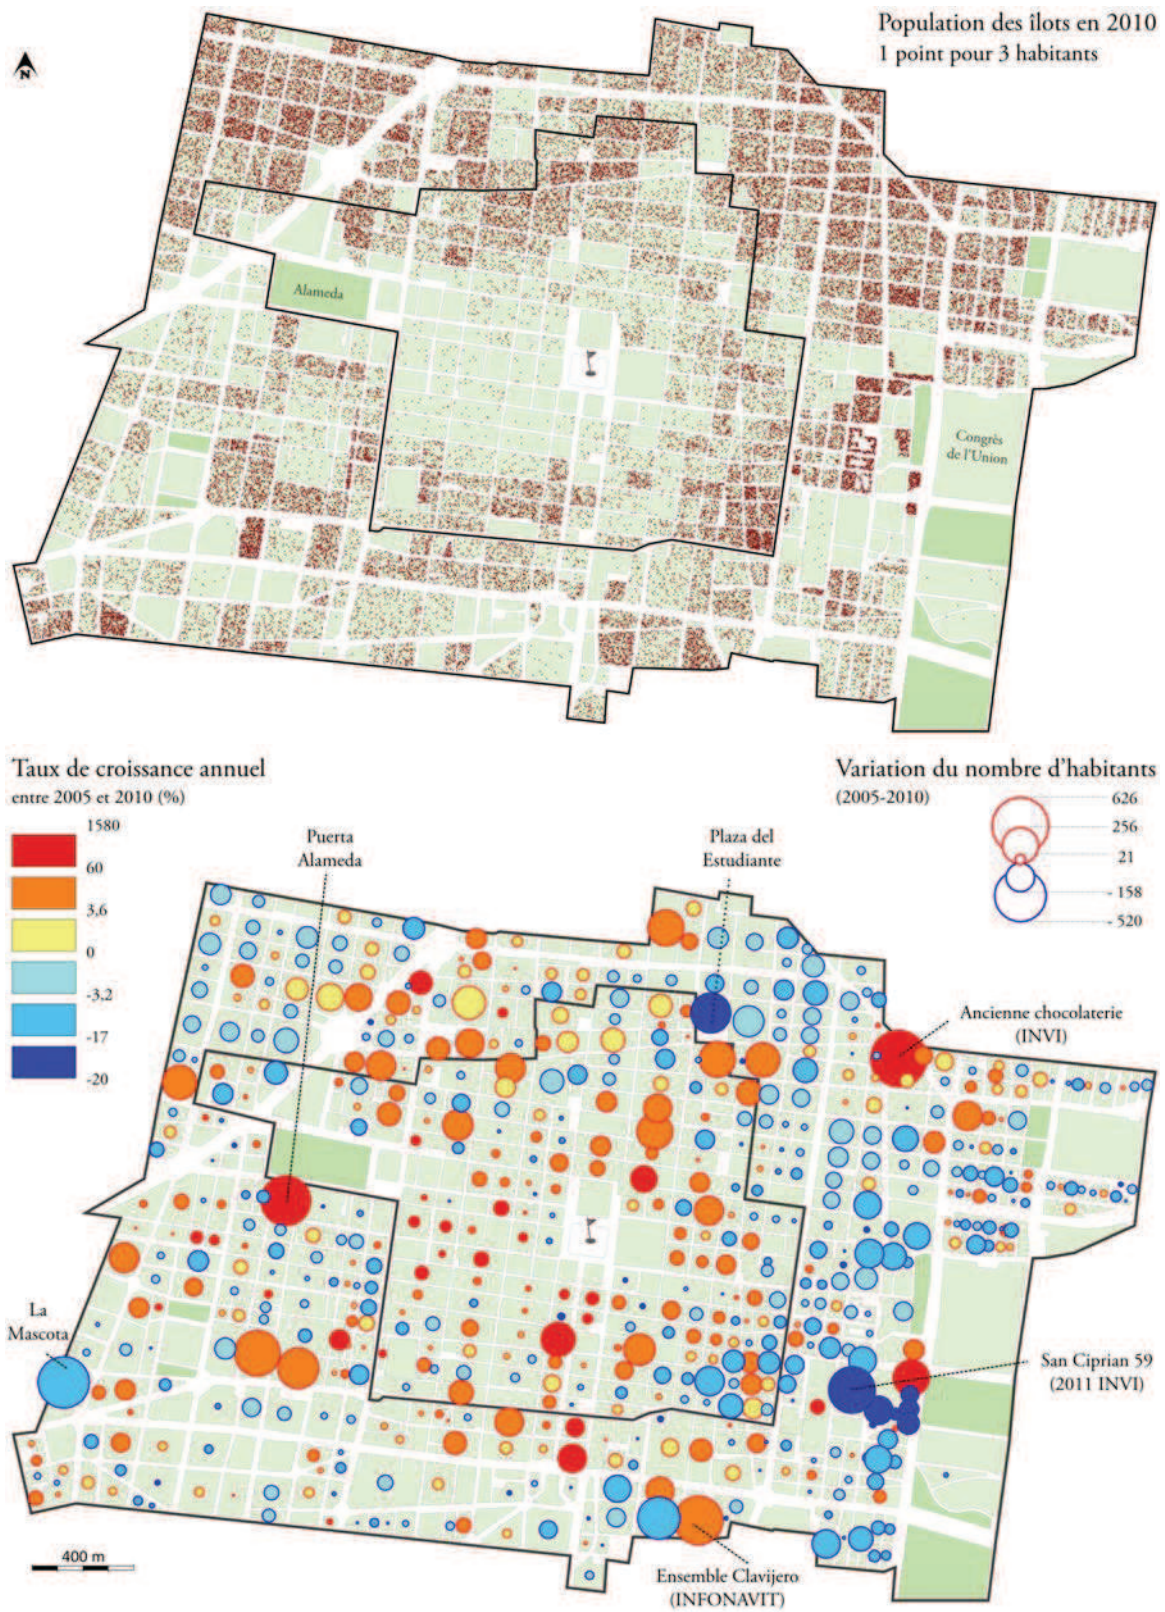 Population des îlots en 2010
1 point pour 3 habitants
N
Alameda
Congrès
de l'Union
Taux de croissance annuel
entre 2005 et 2010 (%)
1580
60
3,6
0
-3,2
-17
-20
Variation du nombre d'habitants
(2005-2010)
626
256
21
- 158
- 520
Puerta
Alameda
Plaza del
Estudiante
Ancienne chocolaterie
(INVI)
La
Mascota
San Ciprian 59
(2011 INVI)
400 m
Ensemble Clavijero
(INFONAVIT)